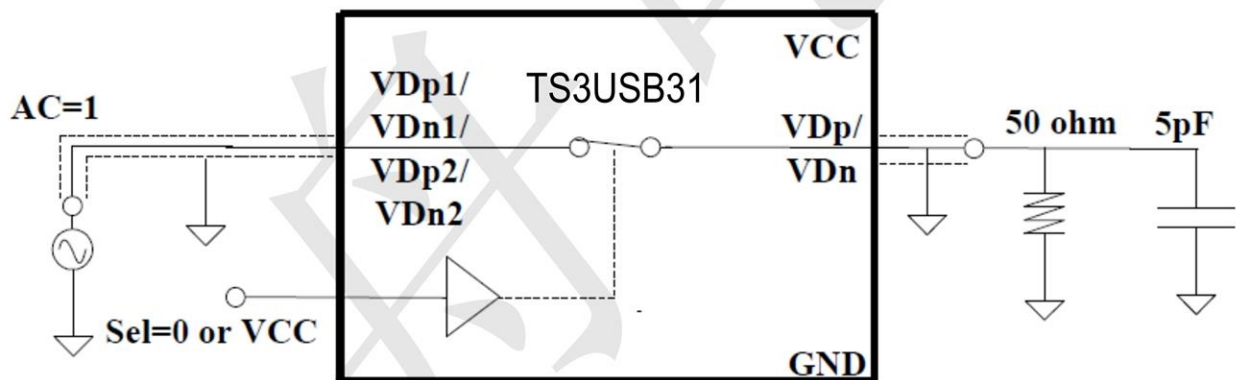 VCC
VDp1/
TS3USB31
AC=1
VDn1/
VDp/
50 ohm
5pF
VDp2/
VDn
VDn2
Sel=0 or VCC
GND